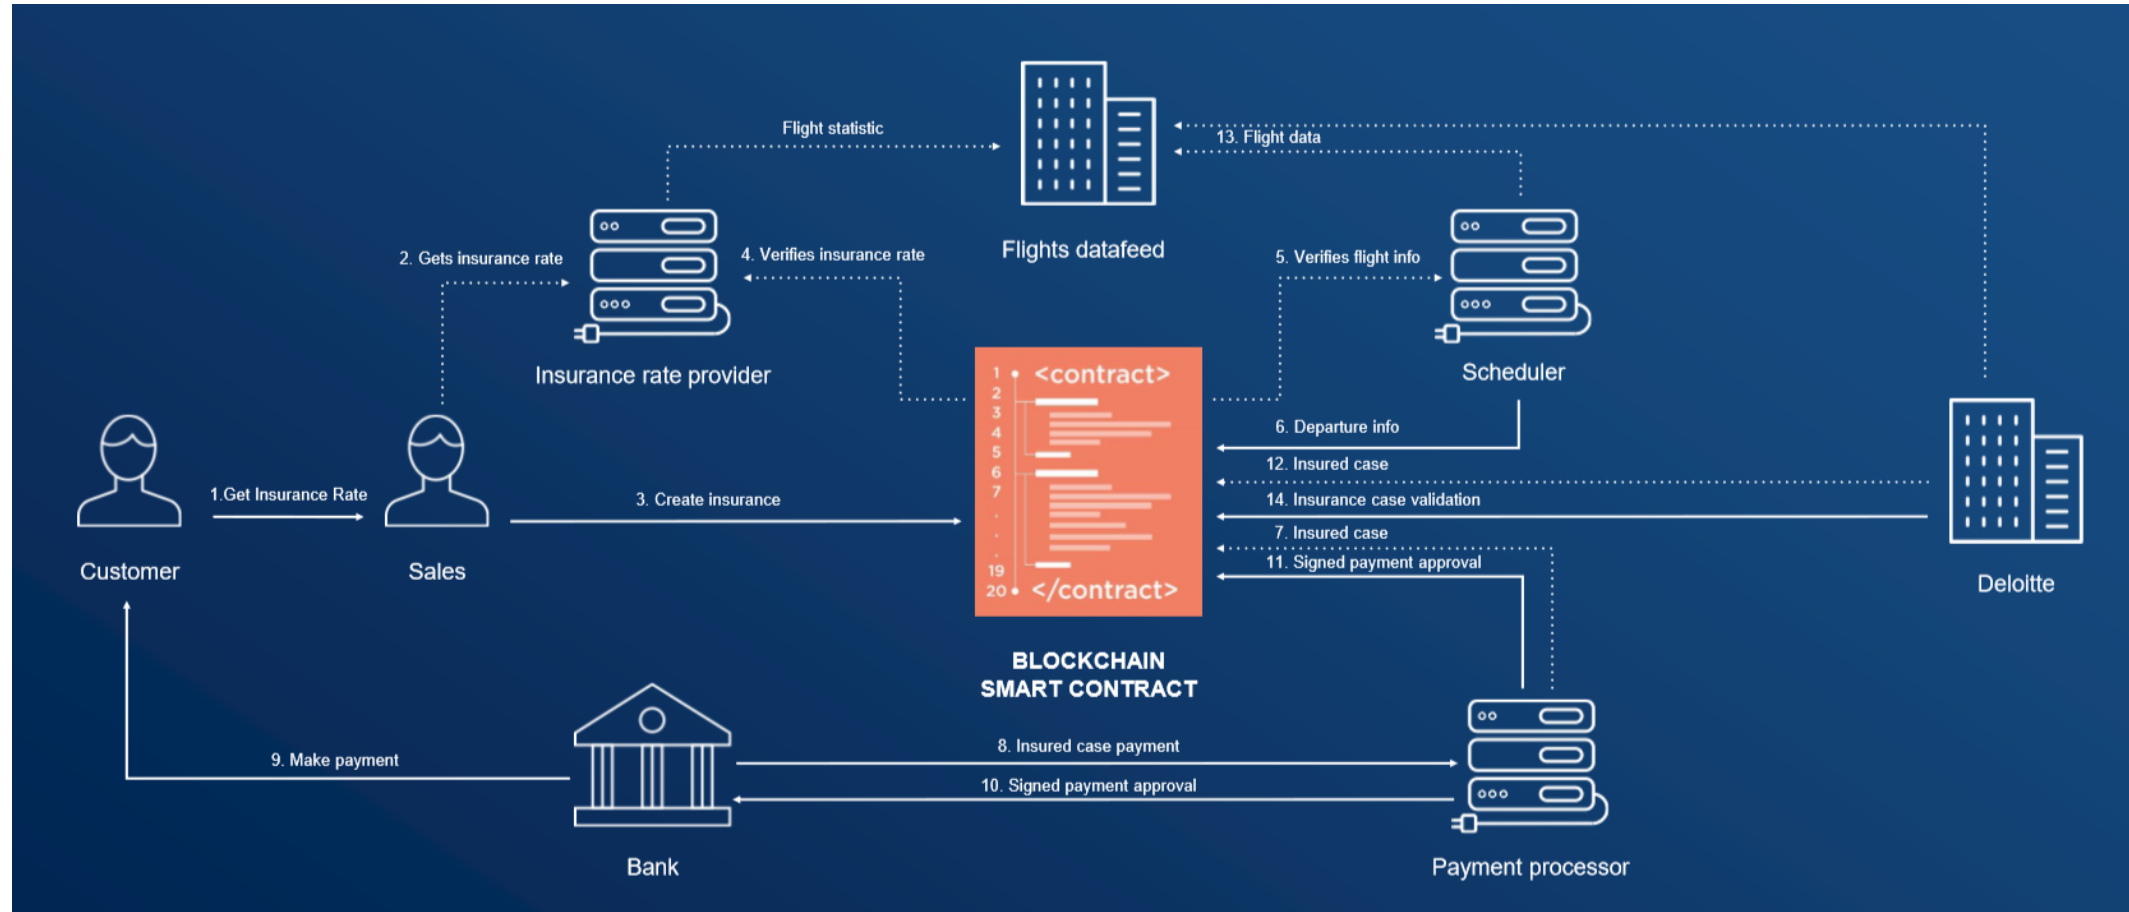 Flight statistic
13. Flight data
Flights datafeed
2. Gets insurance rate
4. Verifies insurance rate
5. Verifies flight info
Insurance rate provider
Scheduler
1 <contract>
2
3
4
5
6
7
.
.
.
19
20 </contract>
6. Departure info
12. Insured case
14. Insurance case validation
7. Insured case
11. Signed payment approval
1.Get Insurance Rate
3. Create insurance
Customer
Sales
Deloitte
BLOCKCHAIN
SMART CONTRACT
9. Make payment
8. Insured case payment
10. Signed payment approval
Bank
Payment processor